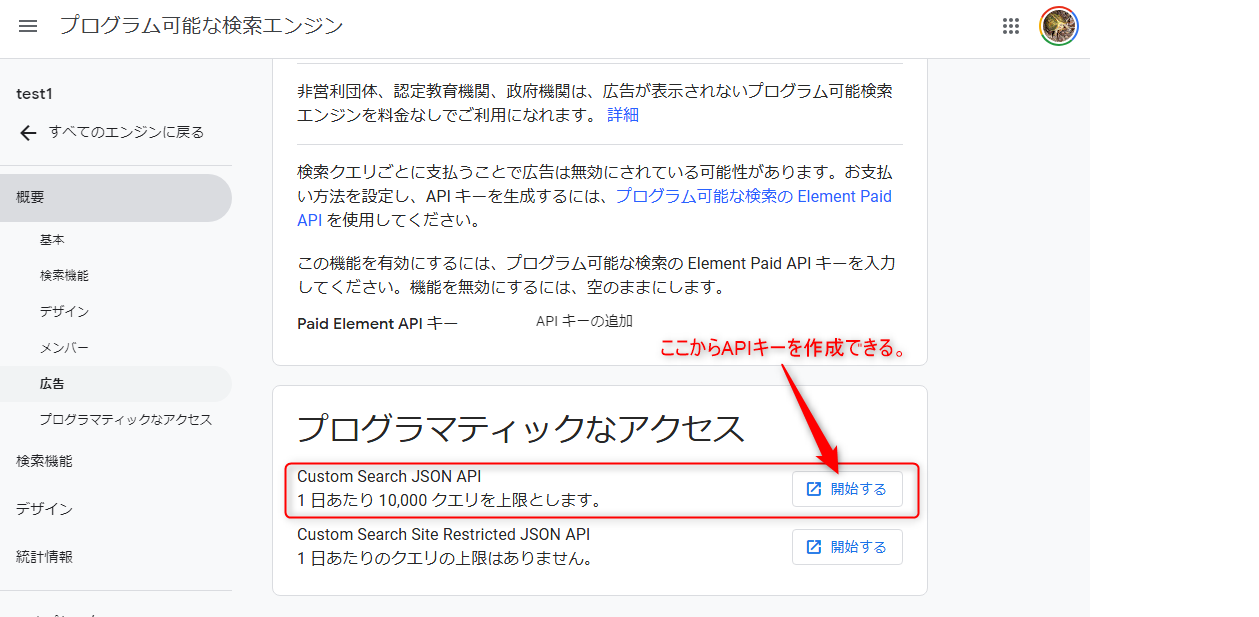 プログラム可能な検索エンジン
test1
すべてのエンジンに戻る
概要
基本
検索機能
デザイン
メンバー
広告
プログラマティックなアクセス
検索機能
デザイン
統計情報
非営利団体、認定教育機関、政府機関は、広告が表示されないプログラム可能検索
エンジンを料金なしでご利用になれます。 詳細
検索クエリごとに支払うことで広告は無効にされている可能性があります。お支払
い方法を設定し、API キーを生成するには、プログラム可能な検索の Element Paid
API を使用してください。
この機能を有効にするには、プログラム可能な検索の Element Paid API キーを入力
してください。機能を無効にするには、空のままにします。
Paid Element API キー
API キーの追加
ここからAPIキーを作成できる。
プログラマティックなアクセス
Custom Search JSON API
1 日あたり 10,000 クエリを上限とします。
開始する
Custom Search Site Restricted JSON API
1 日あたりのクエリの上限はありません。
開始する